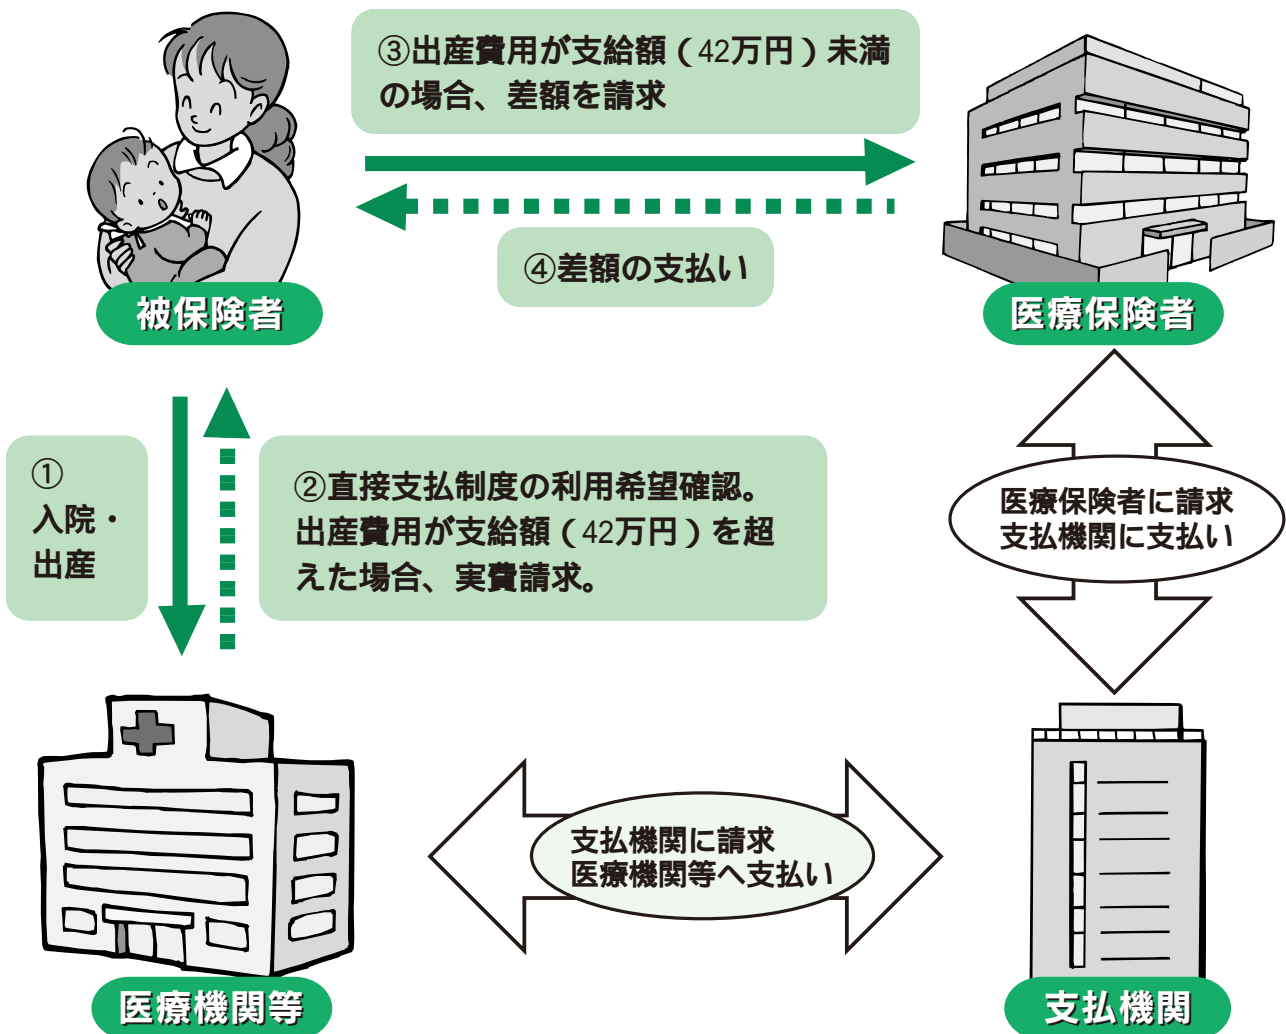 ③出産費用が支給額（42万円）未満
の場合、差額を請求
④差額の支払い
被保険者
医療保険者
①
入院・
出産
②直接支払制度の利用希望確認。
出産費用が支給額（42万円）を超
えた場合、実費請求。
医療保険者に請求
支払機関に支払い
支払機関に請求
医療機関等へ支払い
医療機関等
支払機関